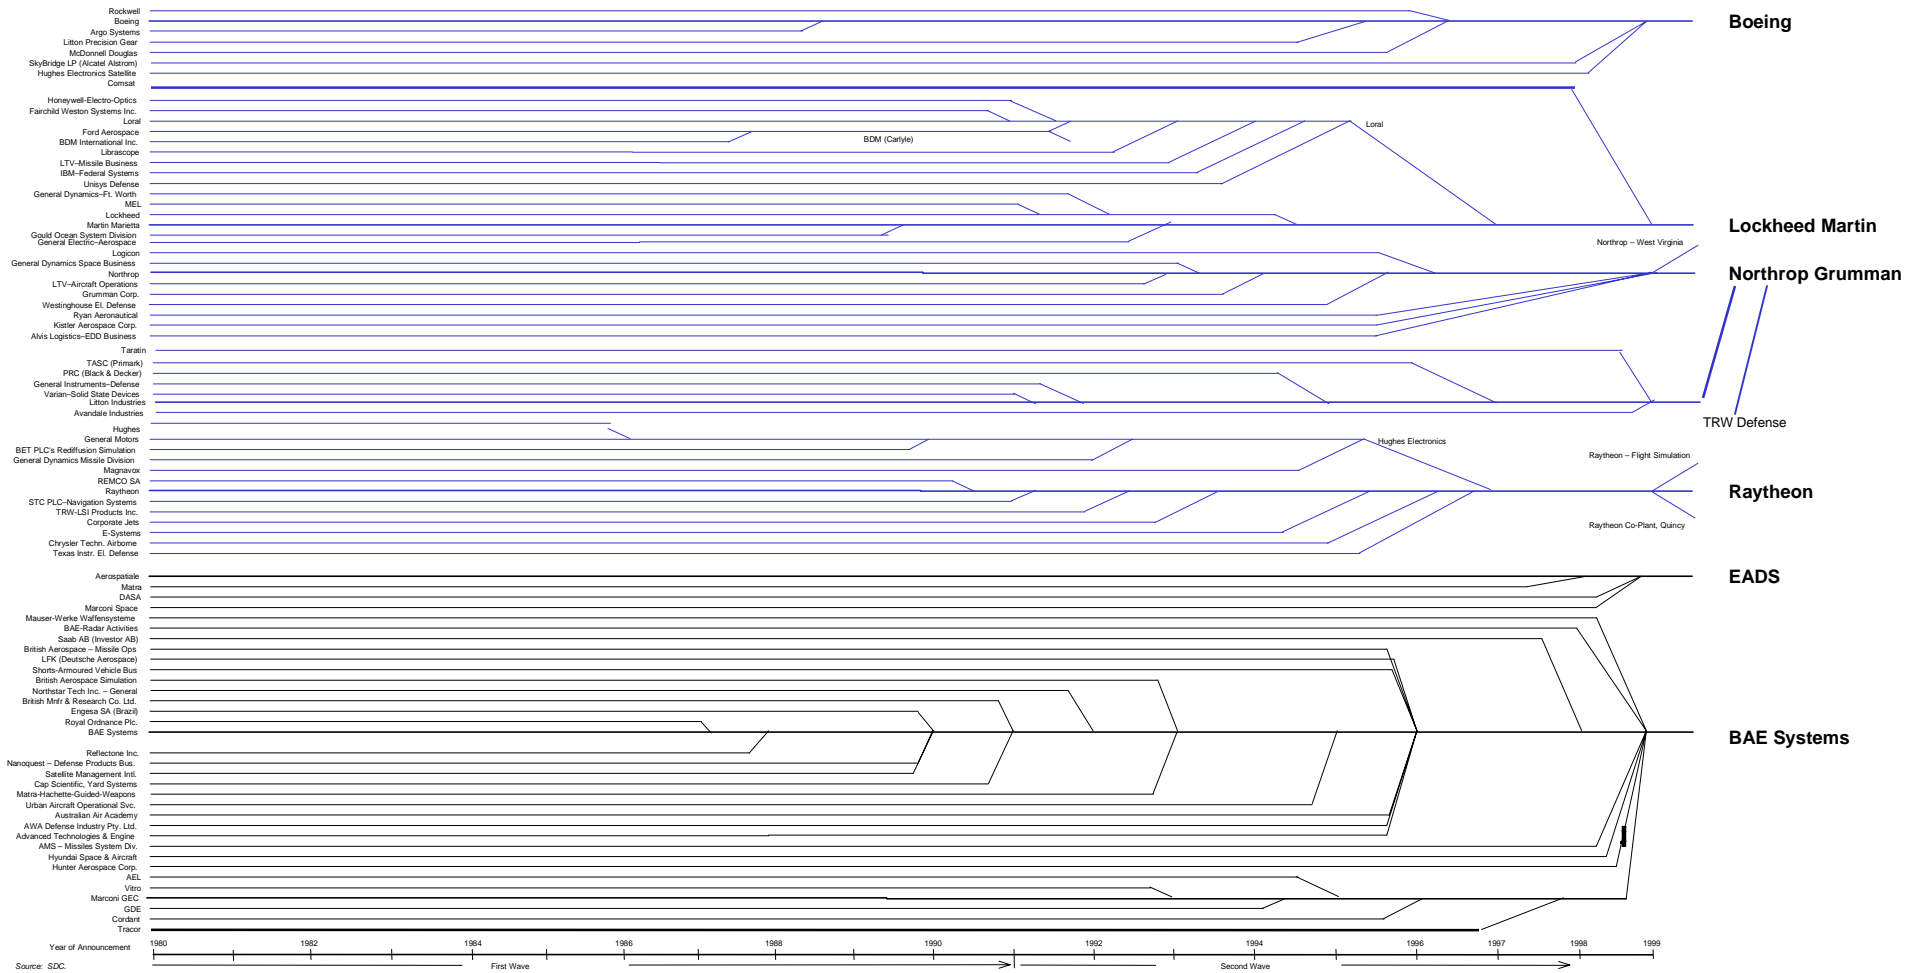 Rockwell
Boeing
Argo Systems
Litton Precision Gear
McDonnell Douglas
SkyBridge LP (Alcatel Alstrom)
Hughes Electronics Satellite
Comsat
Boeing
Honeywell-Electro-Optics
Fairchild Weston Systems Inc.
Loral
Ford Aerospace
BDM International Inc.
Librascope
LTV–Missile Business
IBM–Federal Systems
Unisys Defense
General Dynamics–Ft. Worth
MEL
Lockheed
Martin Marietta
Gould Ocean System Division
General Electric–Aerospace
BDM (Carlyle)
Loral
Lockheed Martin
Logicon
General Dynamics Space Business
Northrop
LTV–Aircraft Operations
Grumman Corp.
Westinghouse El. Defense
Ryan Aeronautical
Kistler Aerospace Corp.
Alvis Logistics–EDD Business
Northrop – West Virginia
Northrop Grumman
Taratin
TASC (Primark)
PRC (Black & Decker)
General Instruments–Defense
Varian–Solid State Devices
Litton Industries
Avandale Industries
TRW Defense
Hughes
General Motors
BET PLC's Rediffusion Simulation
General Dynamics Missile Division
Magnavox
REMCO SA
Raytheon
STC PLC–Navigation Systems
TRW-LSI Products Inc.
Corporate Jets
E-Systems
Chrysler Techn. Airborne
Texas Instr. El. Defense
Hughes Electronics
Raytheon – Flight Simulation
Raytheon
Raytheon Co-Plant, Quincy
Aerospatiale
Matra
DASA
Marconi Space
EADS
Mauser-Werke Waffensysteme
BAE-Radar Activities
Saab AB (Investor AB)
British Aerospace – Missile Ops
LFK (Deutsche Aerospace)
Shorts-Armoured Vehicle Bus
British Aerospace Simulation
Northstar Tech Inc. – General
British Mnfr & Research Co. Ltd.
Engesa SA (Brazil)
Royal Ordnance Plc.
BAE Systems
BAE Systems
Reflectone Inc.
Nanoquest – Defense Products Bus.
Satellite Management Intl.
Cap Scientific, Yard Systems
Matra-Hachette-Guided-Weapons
Urban Aircraft Operational Svc.
Australian Air Academy
AWA Defense Industry Pty. Ltd.
Advanced Technologies & Engine
AMS – Missiles System Div.
Hyundai Space & Aircraft
Hunter Aerospace Corp.
AEL
Vitro
Marconi GEC
GDE
Cordant
Tracor
Year of Announcement 1980 1982 1984 1986 1988 1990 1992 1994 1996 1997 1998 1999
Source: SDC. First Wave Second Wave